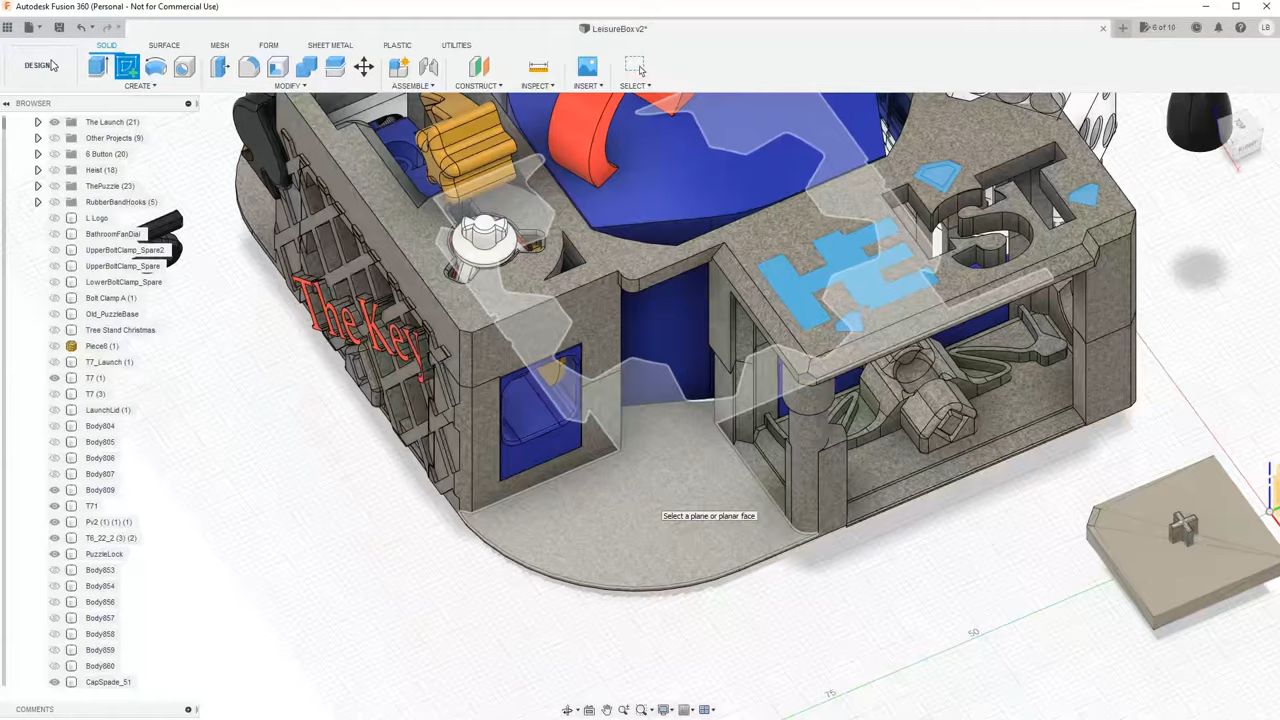 Autodesk Fusion 360 (Personal - Not for Commercial Use)
LeisureBox v2*
6 of 10
LB
DESIGN
SOLID
SURFACE
MESH
FORM
SHEET METAL
PLASTIC
UTILITIES
CREATE
MODIFY
ASSEMBLE
CONSTRUCT
INSPECT
INSERT
SELECT
BROWSER
The Launch (21)
Other Projects (9)
6 Button (20)
Heist (18)
ThePuzzle (23)
RubberBandHooks (5)
L Logo
BathroomFanDial
UpperBoltClamp_Spare2
UpperBoltClamp_Spare
LowerBoltClamp_Spare
Bolt Clamp A (1)
Old_PuzzleBase
Tree Stand Christmas
Piece8 (1)
T7_Launch (1)
T7 (1)
T7 (3)
LaunchLid (1)
Body804
Body805
Body806
Body807
Body809
T71
Pv2 (1) (1) (1)
T6_22_2 (3) (2)
PuzzleLock
Body853
Body854
Body856
Body857
Body858
Body859
Body860
CapSpade_51
COMMENTS
The Key
Select a plane or planar face
50
75